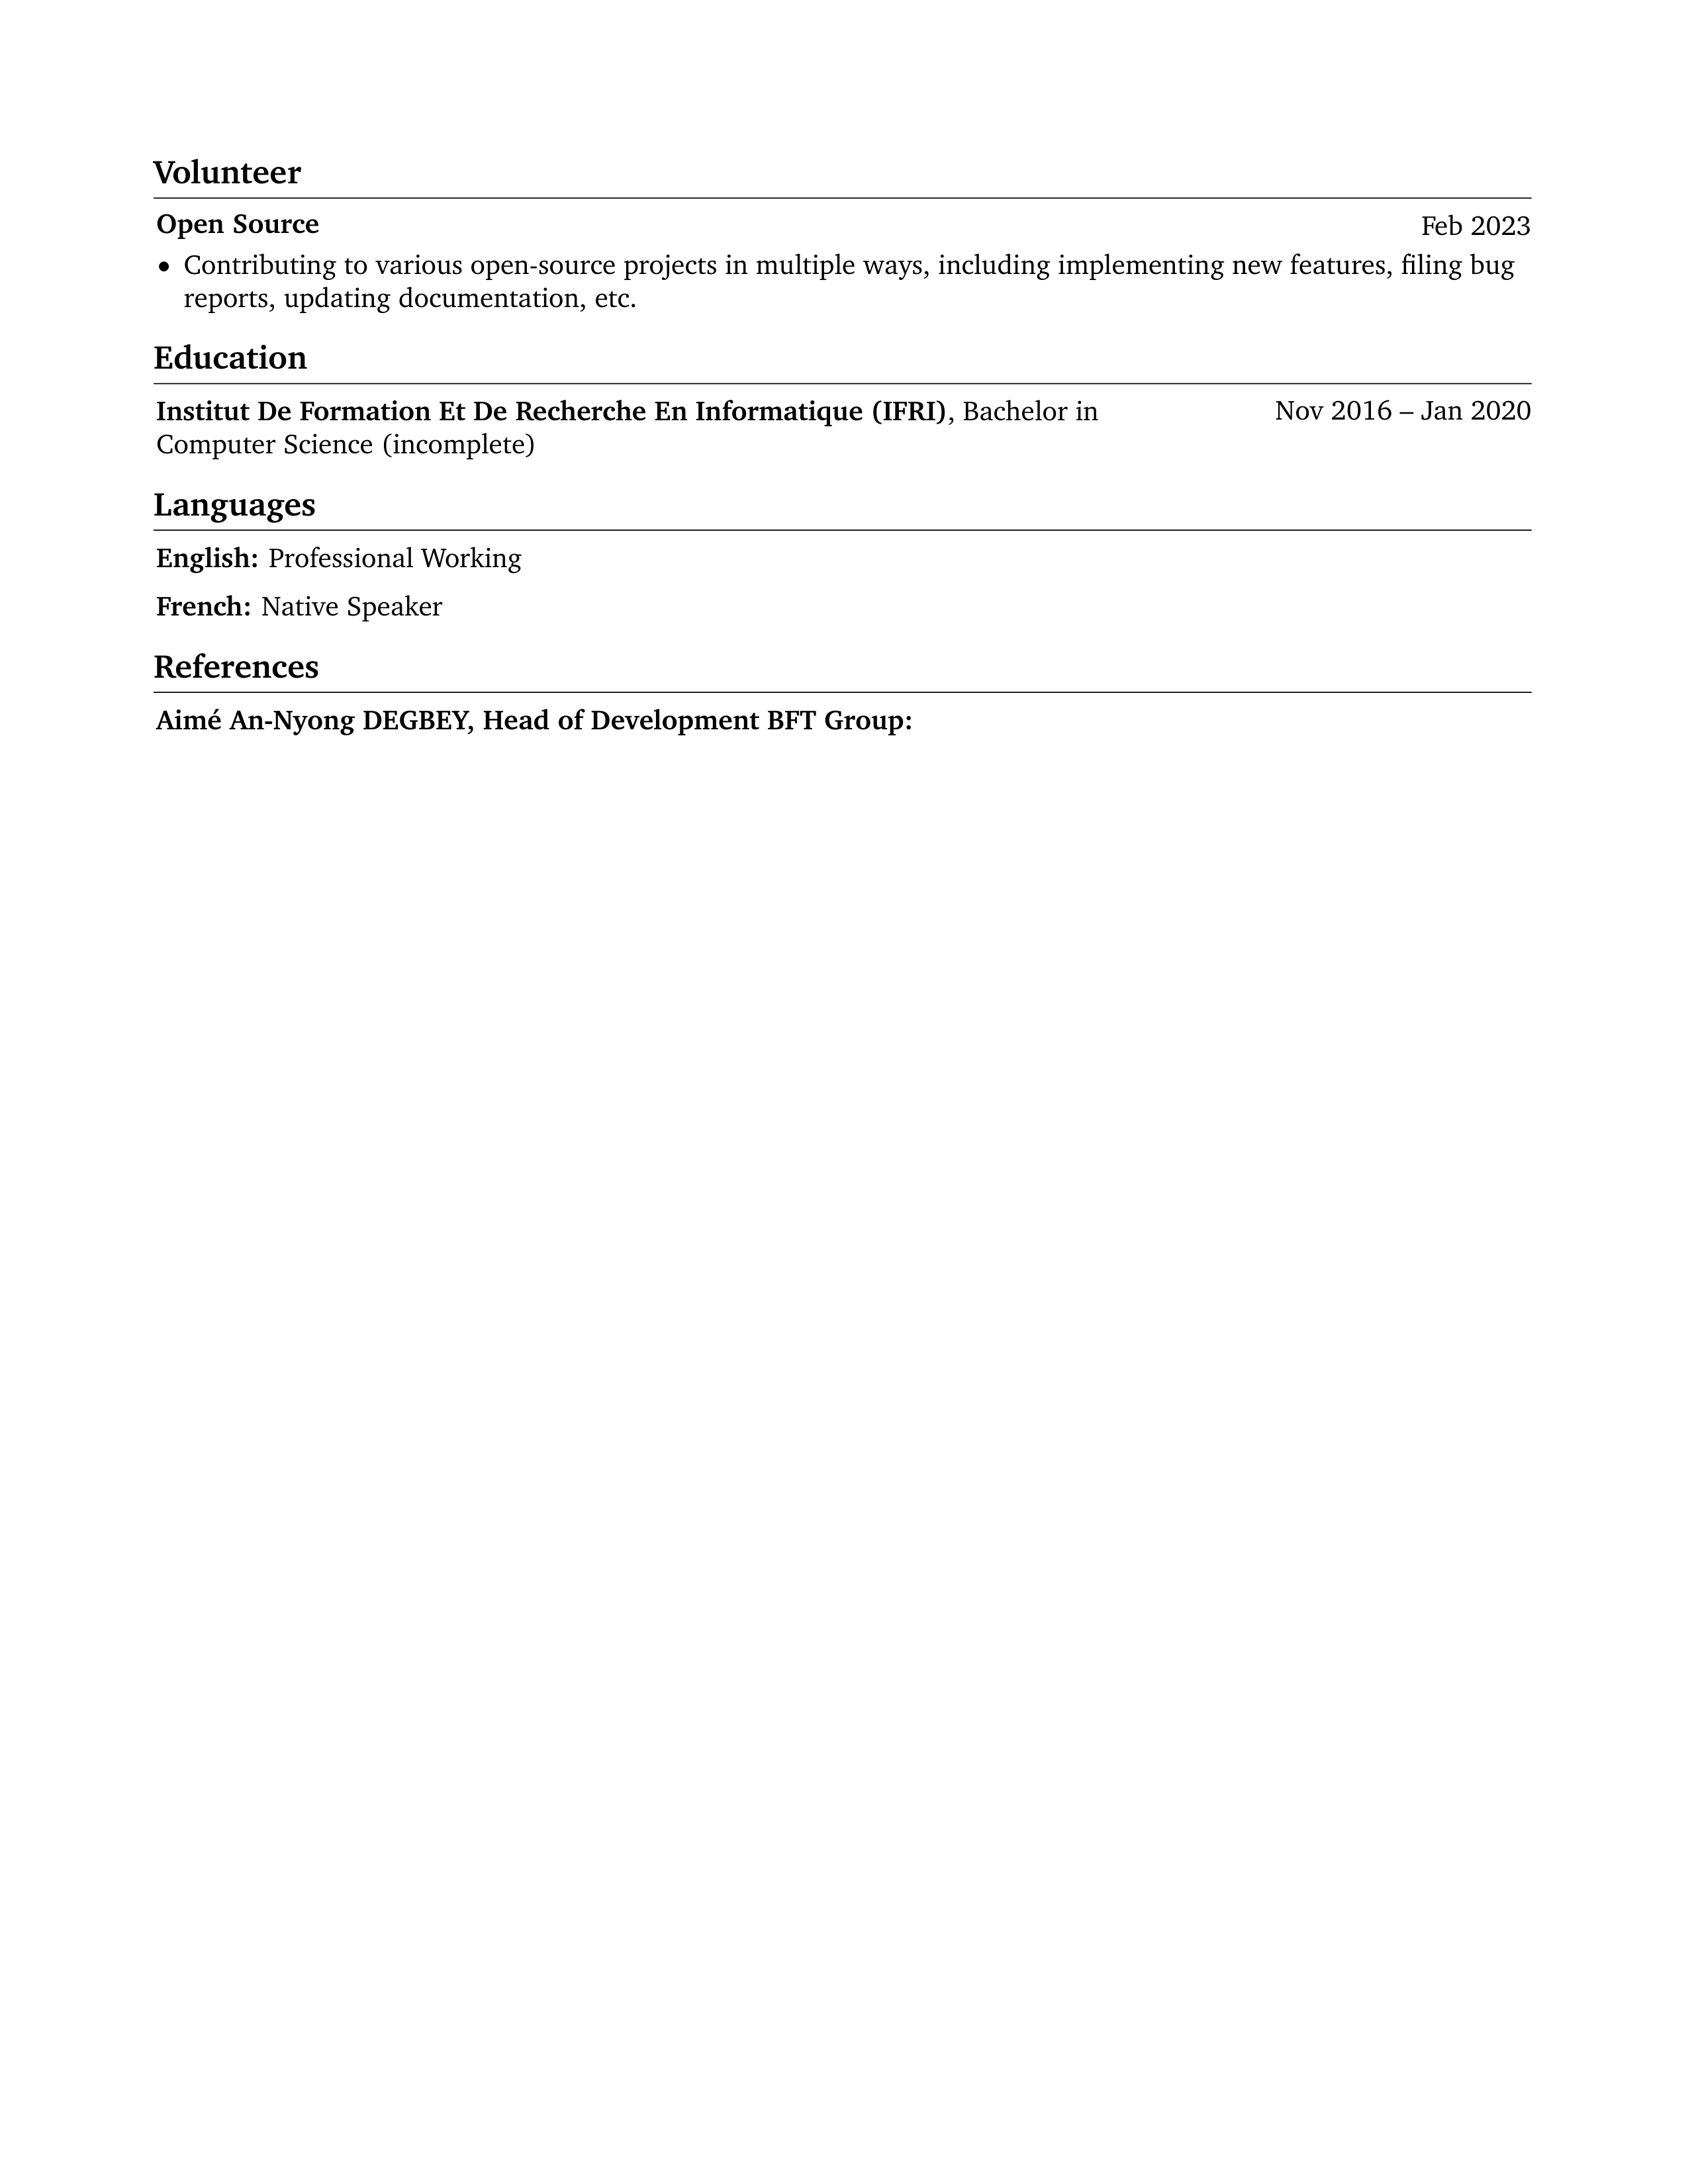 Volunteer
Open Source Feb 2023
• Contributing to various open-source projects in multiple ways, including implementing new features, filing bug
reports, updating documentation, etc.
Education
Institut De Formation Et De Recherche En Informatique (IFRI), Bachelor in Nov 2016 – Jan 2020
Computer Science (incomplete)
Languages
English: Professional Working
French: Native Speaker
References
Aimé An-Nyong DEGBEY, Head of Development BFT Group: